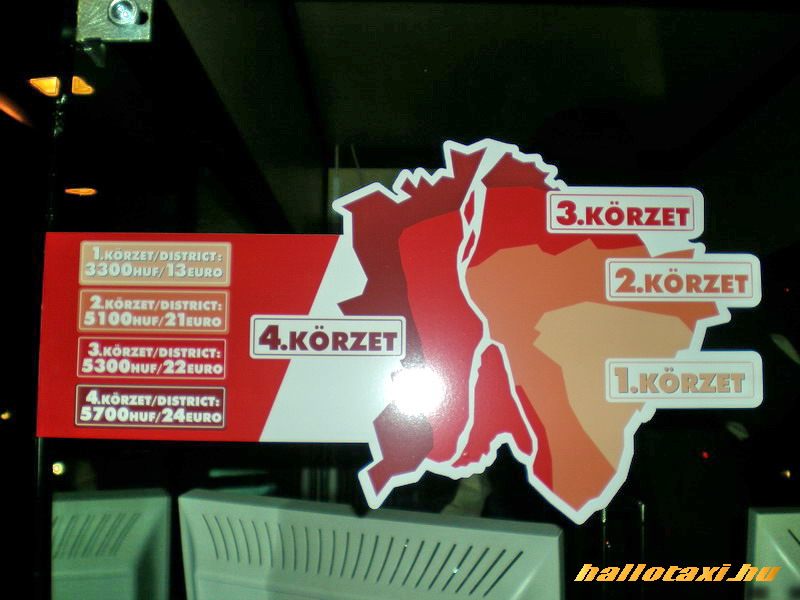 1.KÖRZET/DISTRICT:
3300HUF/13EURO
2.KÖRZET/DISTRICT:
5100HUF/21EURO
3.KÖRZET/DISTRICT:
5300HUF/22EURO
4.KÖRZET/DISTRICT:
5700HUF/24EURO
3.KÖRZET
2.KÖRZET
4.KÖRZET
1.KÖRZET
hallotaxi.hu